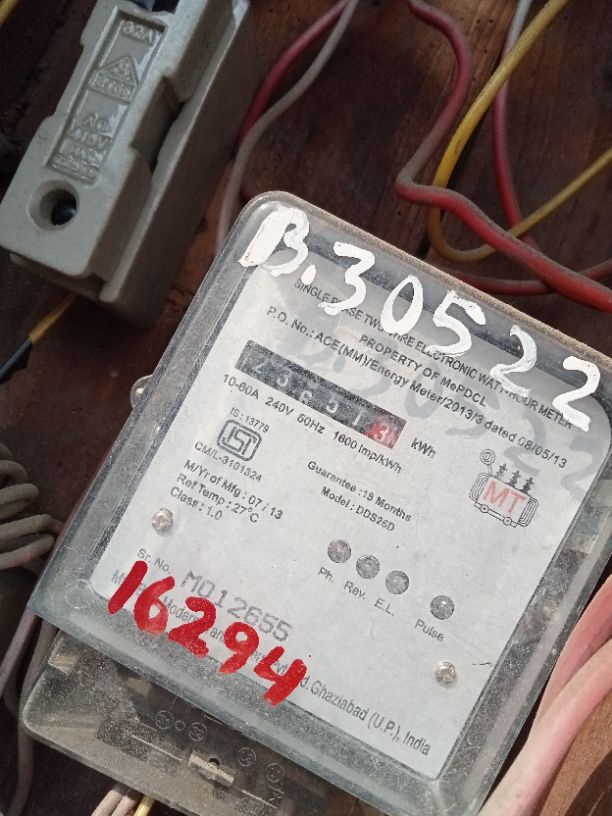 32A
AC
415V
B.30522
SINGLE PHASE TWO WIRE ELECTRONIC WATT HOUR METER
PROPERTY OF MePDCL
P.O. No.: ACE(MM)/Energy Meter/2013/3 dated 08/05/13
kWh
10-60A 240V 50Hz 1600 imp/kWh
IS : 13779
ISI
CM/L-3101324
Guarantee : 18 Months
M/Yr of Mfg : 07 / 13
Model : DDS26D
Ref Temp : 27°C
Class : 1.0
MT
Ph. Rev. E.L. Pulse
Sr. No. M012655
16294
Ghaziabad (U.P.), India